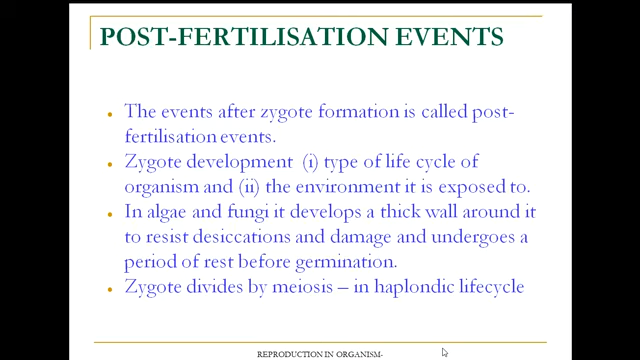 POST-FERTILISATION EVENTS
The events after zygote formation is called post-
fertilisation events.
Zygote development (i) type of life cycle of
organism and (ii) the environment it is exposed to.
In algae and fungi it develops a thick wall around it
to resist desiccations and damage and undergoes a
period of rest before germination.
Zygote divides by meiosis – in haplondic lifecycle
REPRODUCTION IN ORGANISM-